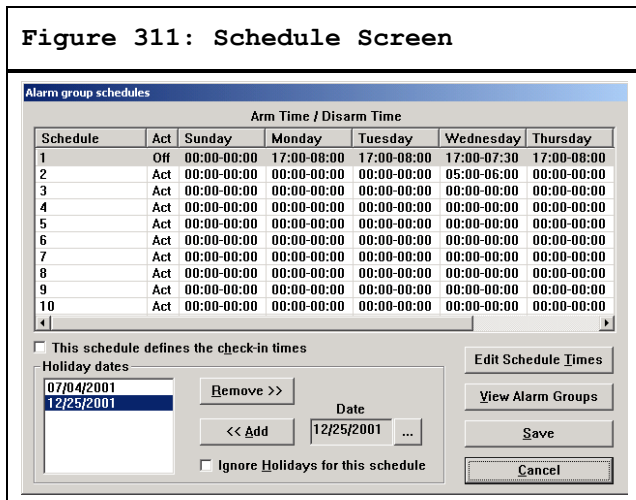 Figure 311: Schedule Screen
Alarm group schedules
Arm Time / Disarm Time
Schedule Act Sunday Monday Tuesday Wednesday Thursday
1 Off 00:00-00:00 17:00-08:00 17:00-08:00 17:00-07:30 17:00-08:00
2 Act 00:00-00:00 00:00-00:00 00:00-00:00 05:00-06:00 00:00-00:00
3 Act 00:00-00:00 00:00-00:00 00:00-00:00 00:00-00:00 00:00-00:00
4 Act 00:00-00:00 00:00-00:00 00:00-00:00 00:00-00:00 00:00-00:00
5 Act 00:00-00:00 00:00-00:00 00:00-00:00 00:00-00:00 00:00-00:00
6 Act 00:00-00:00 00:00-00:00 00:00-00:00 00:00-00:00 00:00-00:00
7 Act 00:00-00:00 00:00-00:00 00:00-00:00 00:00-00:00 00:00-00:00
8 Act 00:00-00:00 00:00-00:00 00:00-00:00 00:00-00:00 00:00-00:00
9 Act 00:00-00:00 00:00-00:00 00:00-00:00 00:00-00:00 00:00-00:00
10 Act 00:00-00:00 00:00-00:00 00:00-00:00 00:00-00:00 00:00-00:00
This schedule defines the check-in times
Holiday dates
07/04/2001
12/25/2001
Remove >>
<< Add
Date
12/25/2001 ...
Ignore Holidays for this schedule
Edit Schedule Times
View Alarm Groups
Save
Cancel